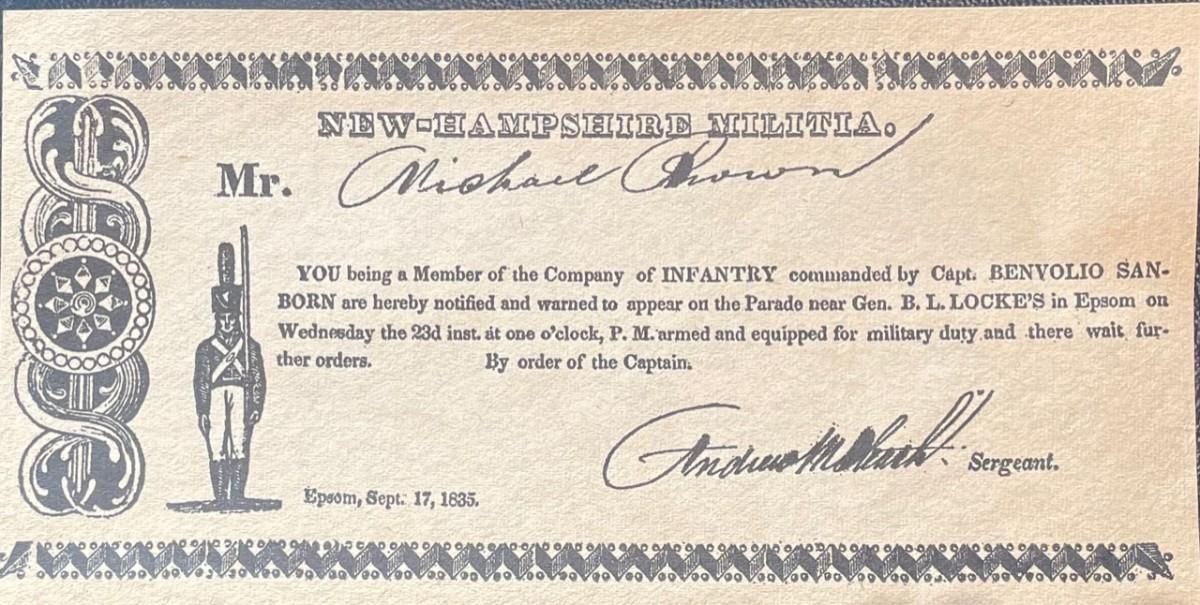 NEW-HAMPSHIRE MILITIA.
Mr. Michael Brown
YOU being a Member of the Company of INFANTRY commanded by Capt. BENVOLIO SAN-
BORN are hereby notified and warned to appear on the Parade near Gen. B. L. LOCKE'S in Epsom on
Wednesday the 23d inst. at one o'clock, P. M. armed and equipped for military duty and there wait fur-
ther orders. By order of the Captain.
Andrew M. Sergeant.
Epsom, Sept. 17, 1835.